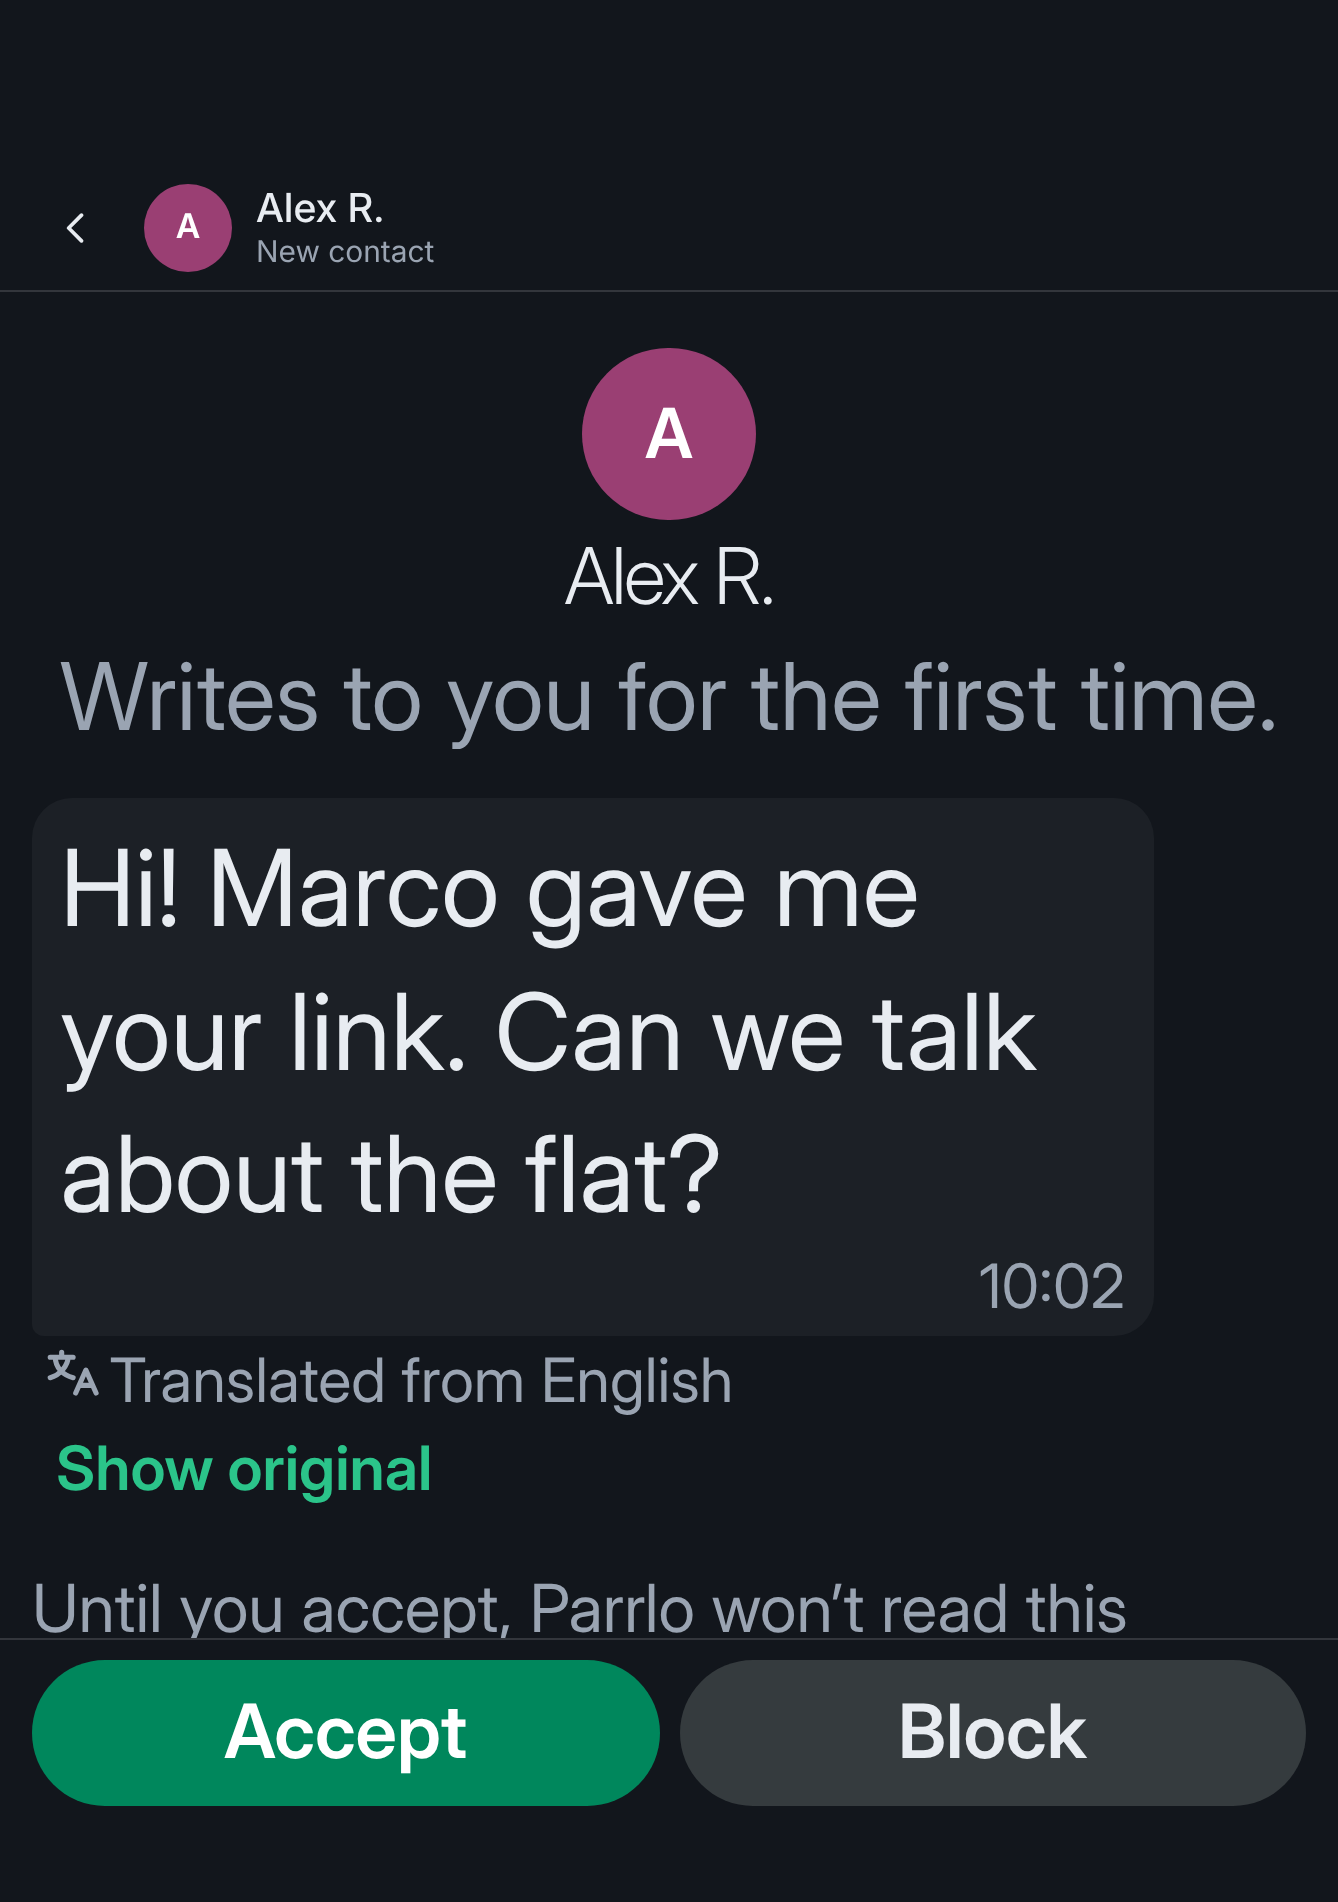 A
Alex R.
New contact
A
Alex R.
Writes to you for the first time.
Hi! Marco gave me
your link. Can we talk
about the flat?
10:02
Translated from English
Show original
Until you accept, Parrlo won’t read this
Accept
Block